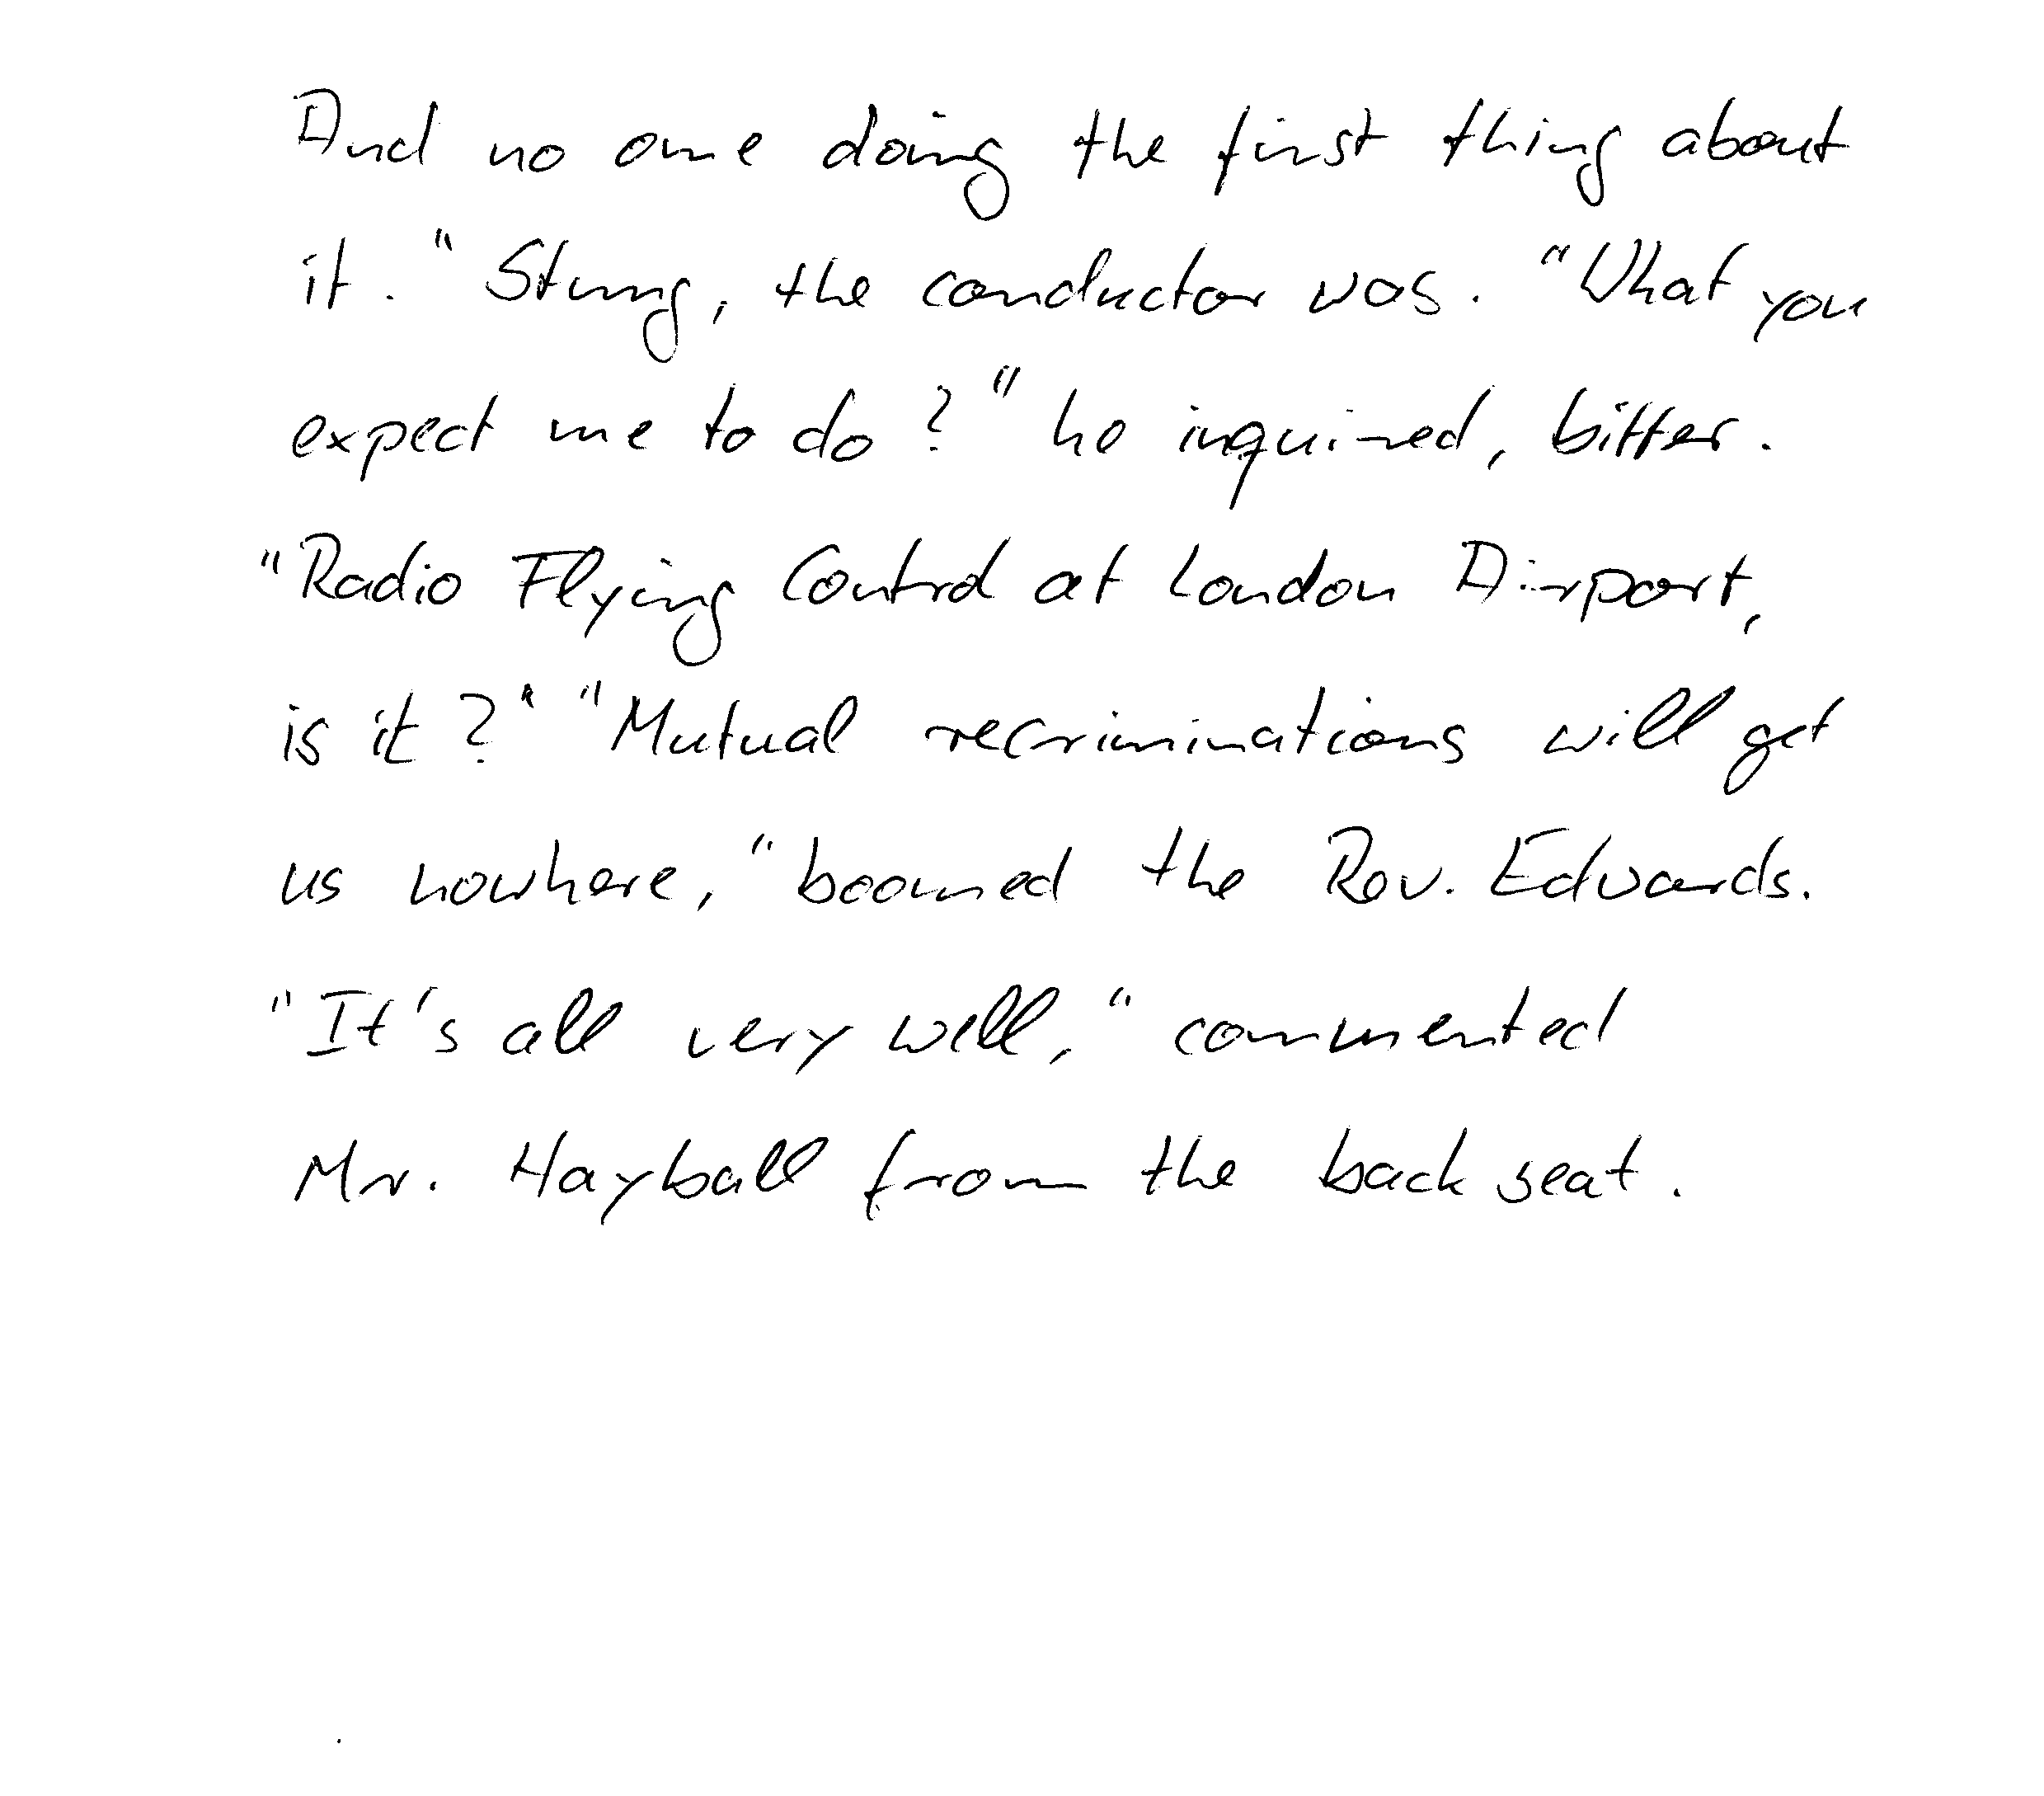 And no one doing the first thing about
it." Stung, the conductor was. "What you
expect me to do?" he inquired, bitter.
"Radio Flying Control at London Airport,
is it?" "Mutual recriminations will get
us nowhere," boomed the Rev. Edwards.
"It's all very well," commented
Mr. Hayball from the back seat.